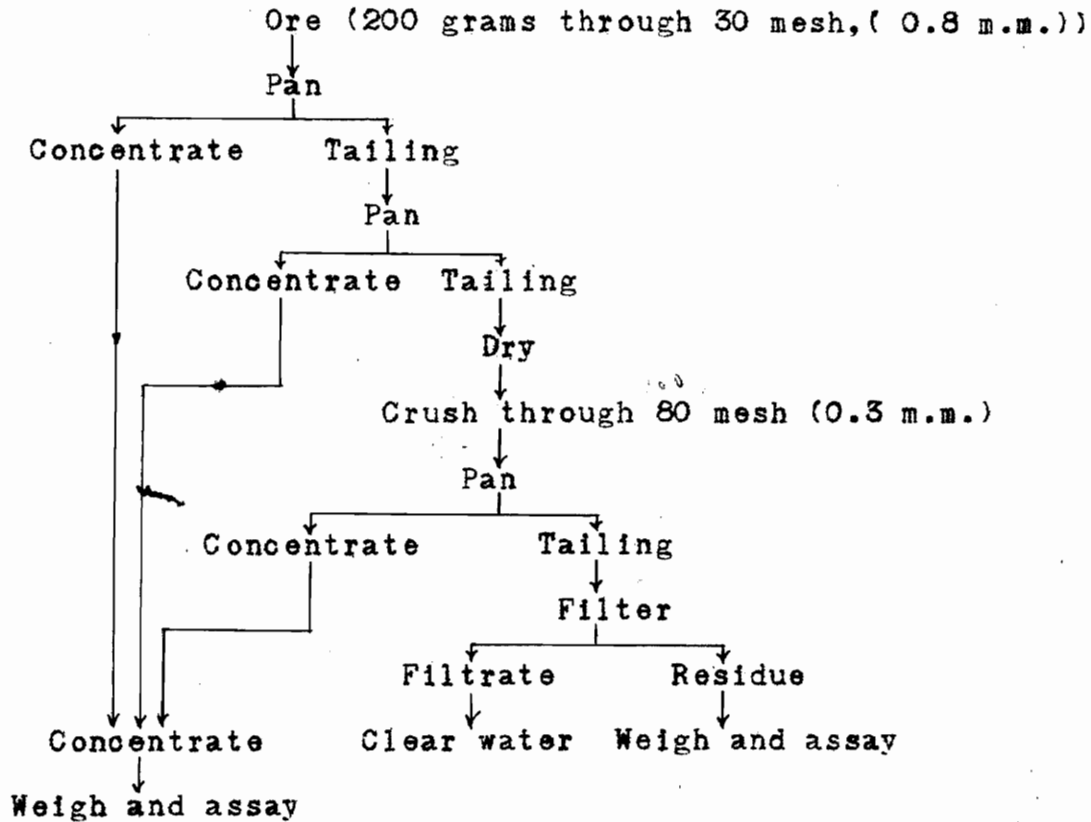 Ore (200 grams through 30 mesh,( 0.8 m.m.))
Pan
Concentrate Tailing
Pan
Concentrate Tailing
Dry
Crush through 80 mesh (0.3 m.m.)
Pan
Concentrate Tailing
Filter
Filtrate Residue
Concentrate Clear water Weigh and assay
Weigh and assay